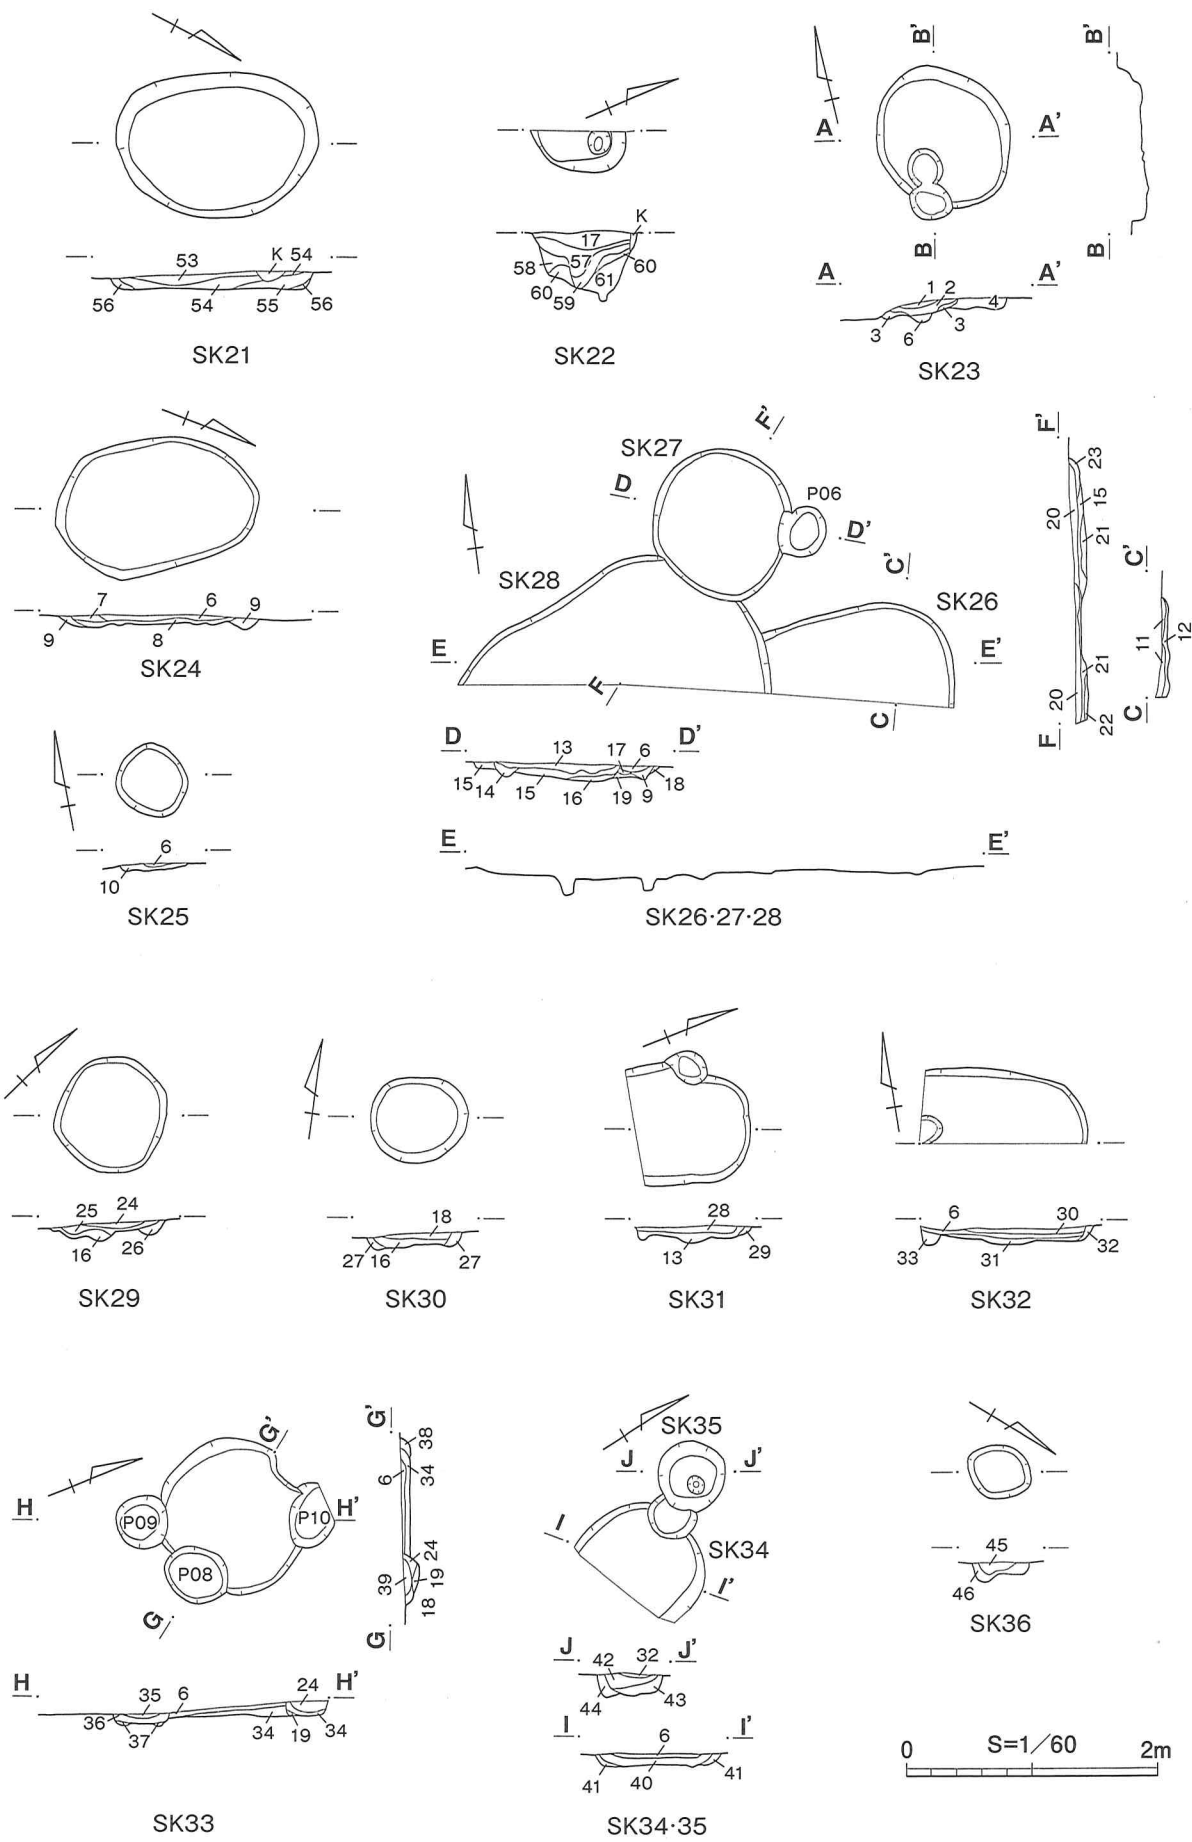 53 K 54
56 54 55 56
SK21
K
17
58 57 60
60 59 61
SK22
B' B'
A A'
B B
A A'
1 2 4
3 6 3
SK23
7 6 9
9 8
SK24
6
10
SK25
F'
SK27
D
P06
D'
SK28
C'
SK26
E E'
F
C
F'
23
15
20
21
C'
11
12
21
20
22
F
C
D D'
13 17 6
15 14 15 16 19 9 18
E E'
SK26・27・28
25 24
16 26
SK29
18
27 16 27
SK30
28
13 29
SK31
6 30
33 31 32
SK32
G'
H H'
P09 P10
P08
G
G'
38
6
34
24
39
19
18
G
H H'
35 6 24
36 37 34 19 34
SK33
SK35
J J'
I
SK34
I'
J J'
42 32
44 43
I I'
6
41 40 41
SK34・35
45
46
SK36
0 S=1/60 2m